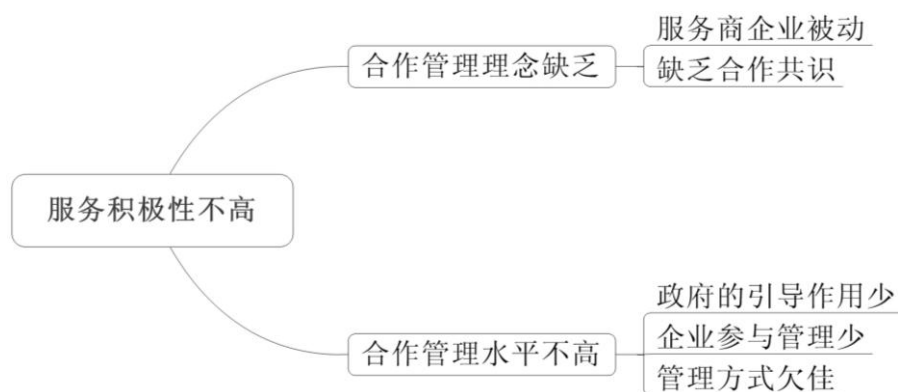 服务积极性不高
合作管理理念缺乏
服务商企业被动
缺乏合作共识
合作管理水平不高
政府的引导作用少
企业参与管理少
管理方式欠佳